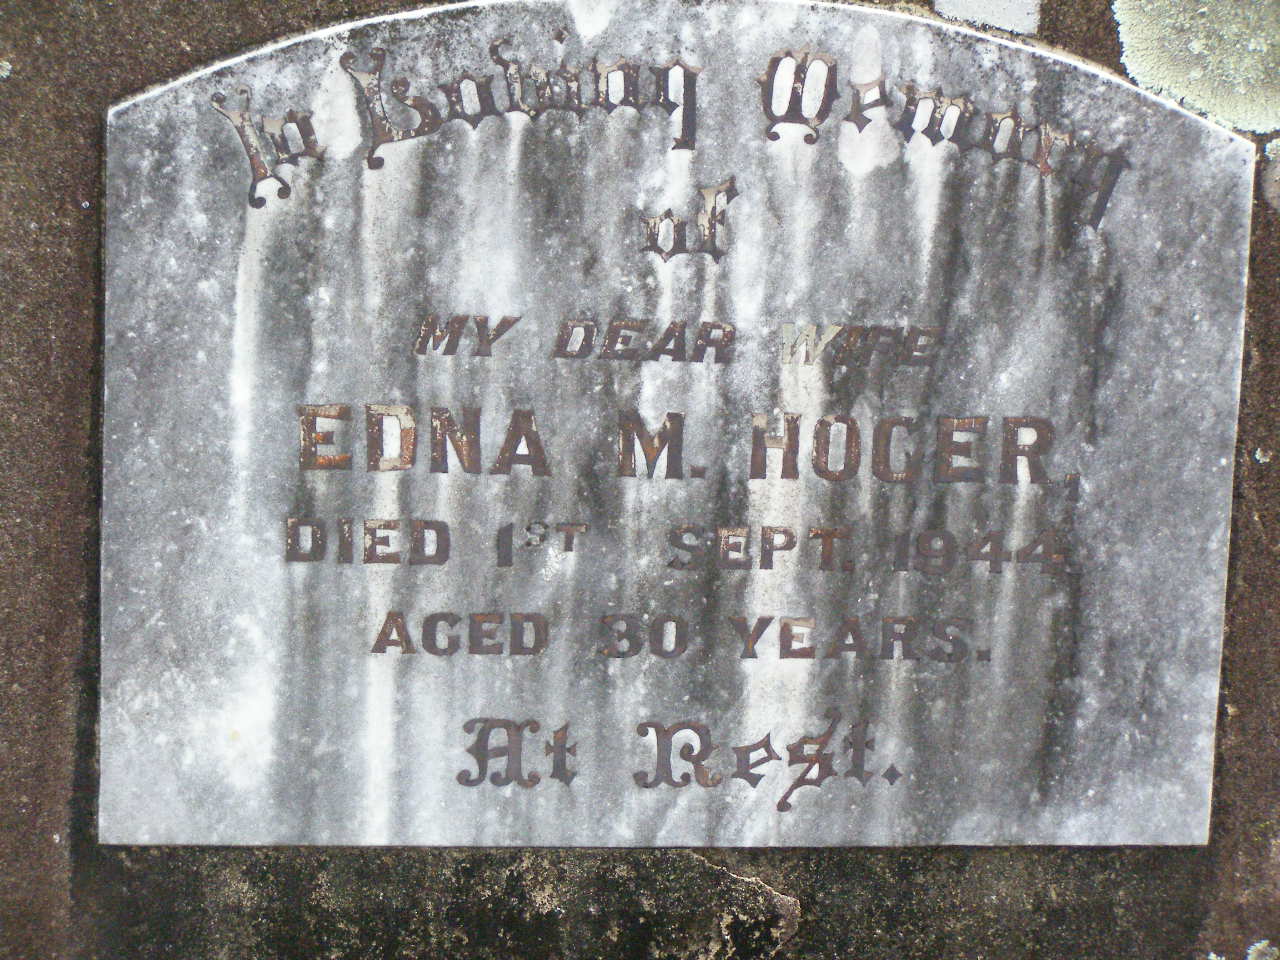 In Loving Memory
of
MY DEAR WIFE
EDNA M. HOGER,
DIED 1ST SEPT. 1944.
AGED 30 YEARS.
At Rest.